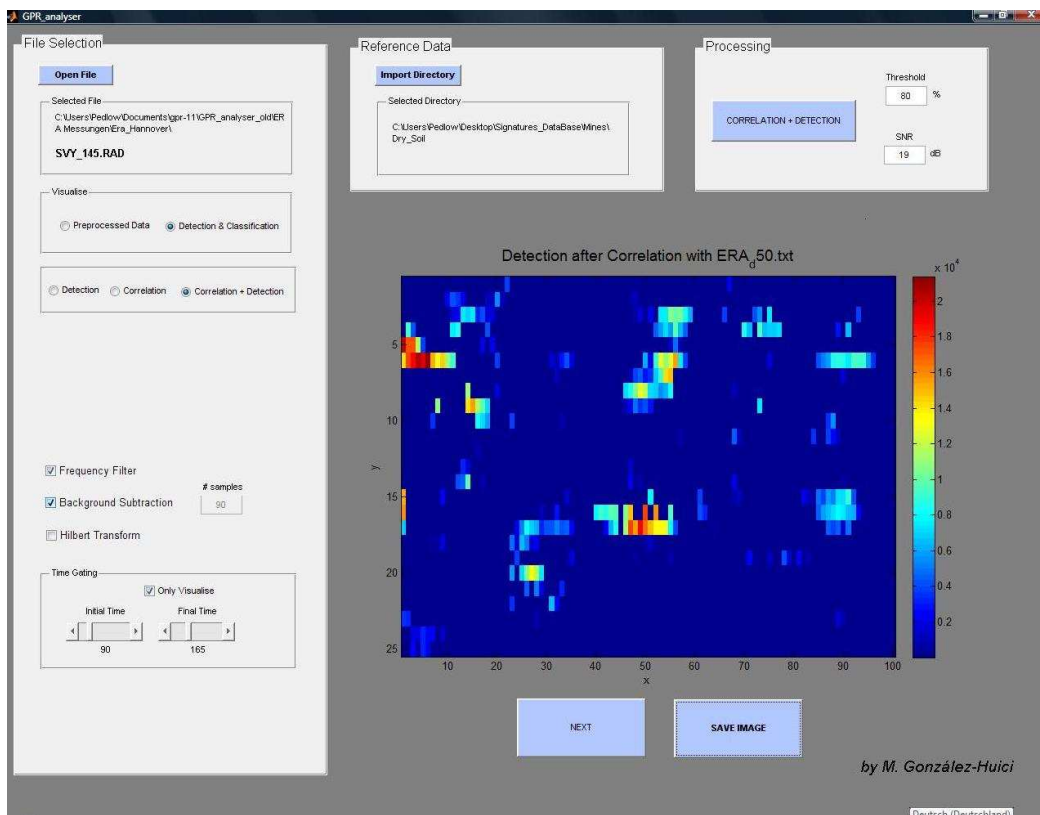 GPR_analyser
File Selection
Open File
Selected File
C:\Users\Pedlow\Documents\gpr-11\GPR_analyser_old\ER
A Messungen\Era_Hannover\
SVY_145.RAD
Visualise
Preprocessed Data
Detection & Classification
Detection
Correlation
Correlation + Detection
Frequency Filter
Background Subtraction
# samples
90
Hilbert Transform
Time Gating
Only Visualise
Initial Time
Final Time
90
165
Reference Data
Import Directory
Selected Directory
C:\Users\Pedlow\Desktop\Signatures_DataBase\Mines\
Dry_Soil
Processing
CORRELATION + DETECTION
Threshold
80 %
SNR
19 dB
Detection after Correlation with ERAd50.txt
x 10^4
2
1.8
1.6
1.4
1.2
1
0.8
0.6
0.4
0.2
y
5
10
15
20
25
10 20 30 40 50 60 70 80 90 100
x
NEXT
SAVE IMAGE
by M. González-Huici
Deutsch (Deutschland)